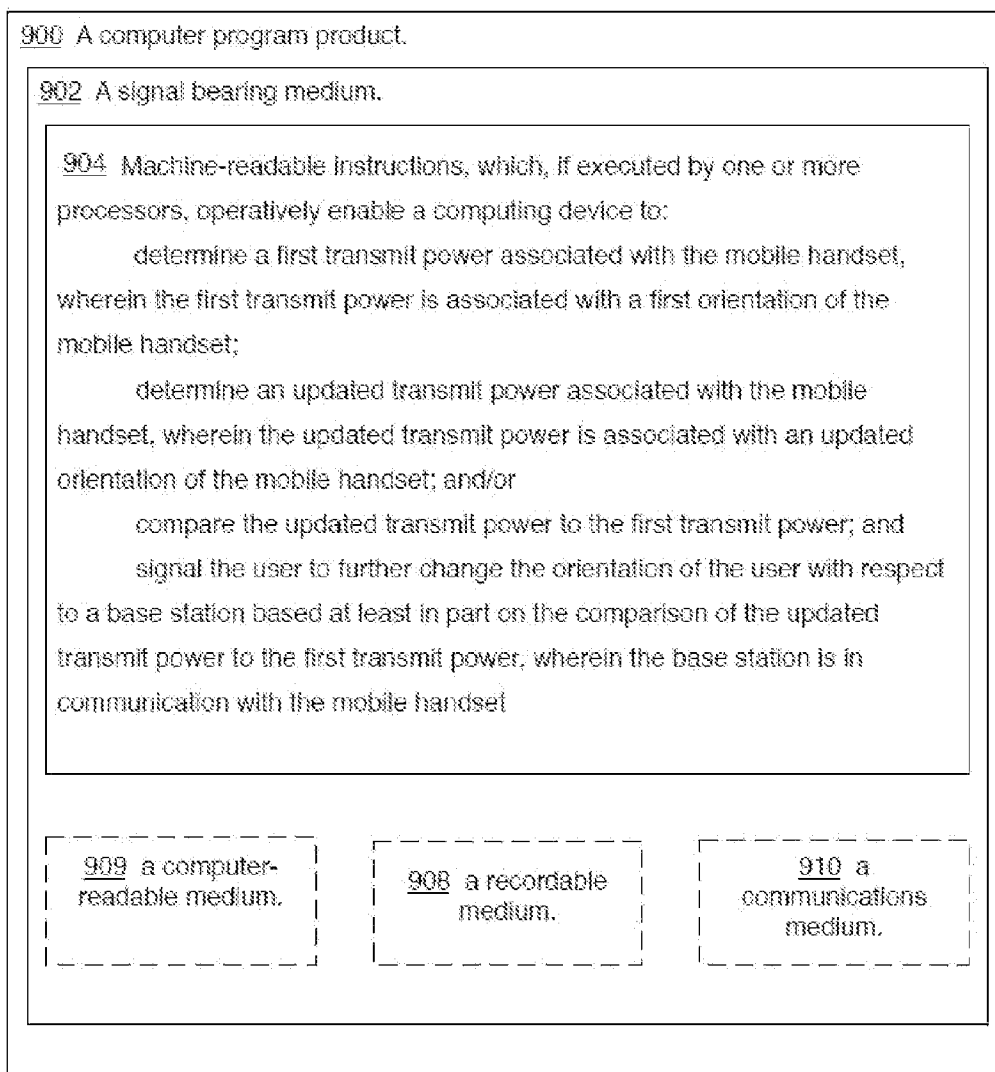 900 A computer program product.
902 A signal bearing medium.
904 Machine-readable instructions, which, if executed by one or more
processors, operatively enable a computing device to:
determine a first transmit power associated with the mobile handset,
wherein the first transmit power is associated with a first orientation of the
mobile handset;
determine an updated transmit power associated with the mobile
handset, wherein the updated transmit power is associated with an updated
orientation of the mobile handset; and/or
compare the updated transmit power to the first transmit power; and
signal the user to further change the orientation of the user with respect
to a base station based at least in part on the comparison of the updated
transmit power to the first transmit power, wherein the base station is in
communication with the mobile handset
909 a computer-
readable medium.
908 a recordable
medium.
910 a
communications
medium.